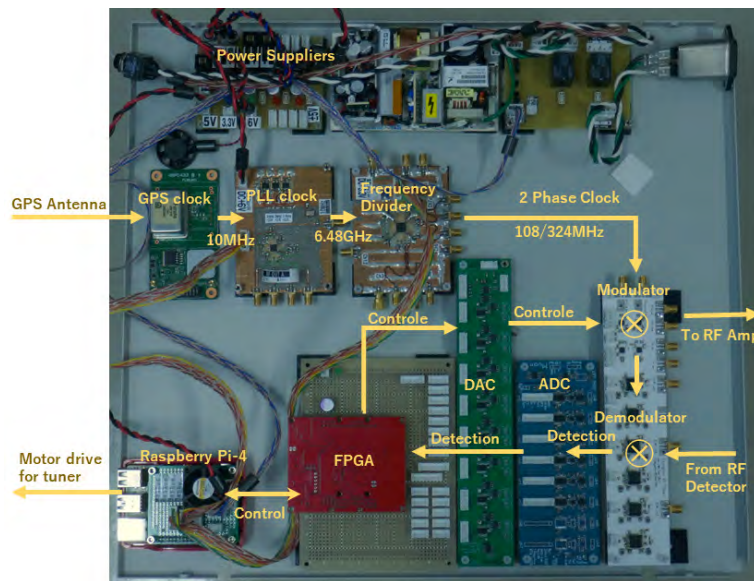 Power Suppliers
5V
3.3V
6V
GPS Antenna
GPS clock
PLL clock
Frequency
Divider
2 Phase Clock
10MHz
6.48GHz
108/324MHz
Controle
Controle
Modulator
To RF Amp
DAC
ADC
Demodulator
Raspberry Pi-4
FPGA
Detection
Detection
Motor drive
for tuner
Control
From RF
Detector